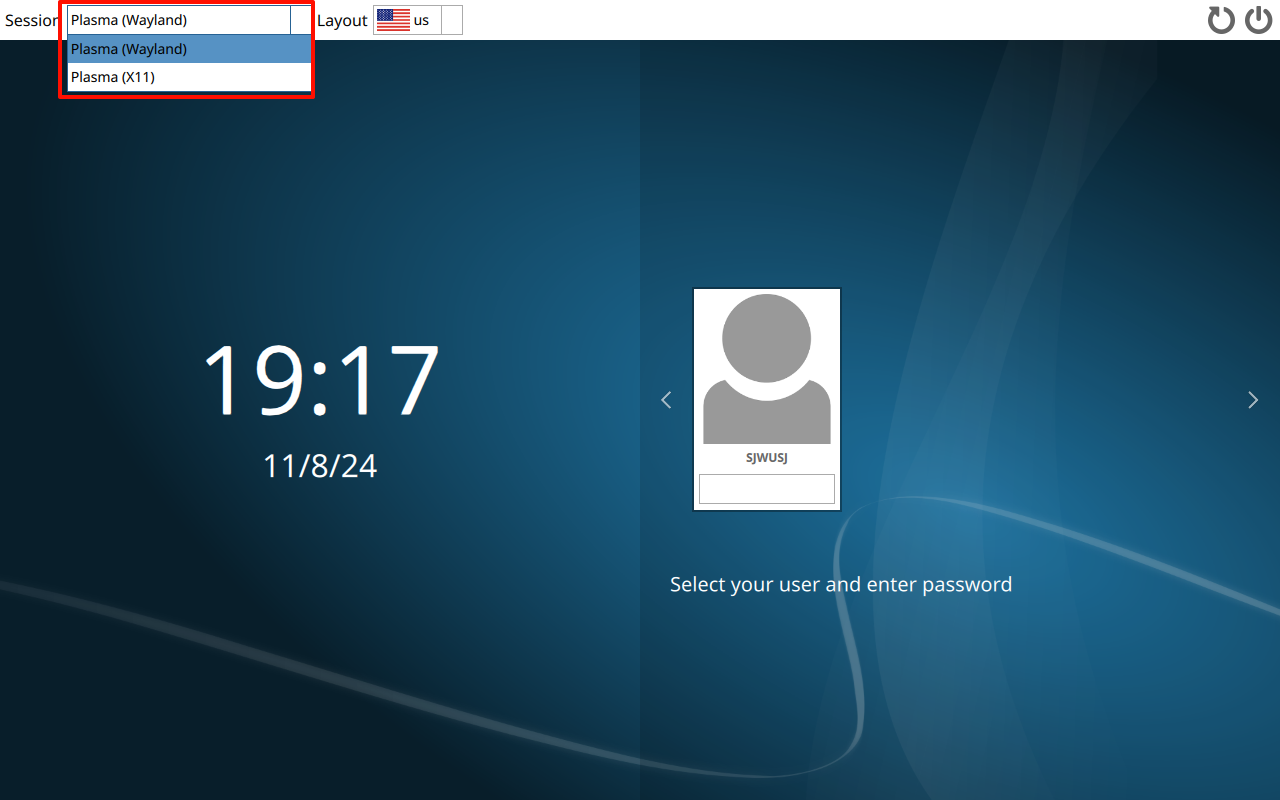 Session Plasma (Wayland) Layout us
Plasma (Wayland)
Plasma (X11)
19:17
11/8/24
SJWUSJ
Select your user and enter password